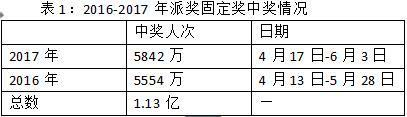 表 1：2016-2017 年派奖固定奖中奖情况
中奖人次 日期
2017 年 5842 万 4 月 17 日-6 月 3 日
2016 年 5554 万 4 月 13 日-5 月 28 日
总数 1.13 亿 －